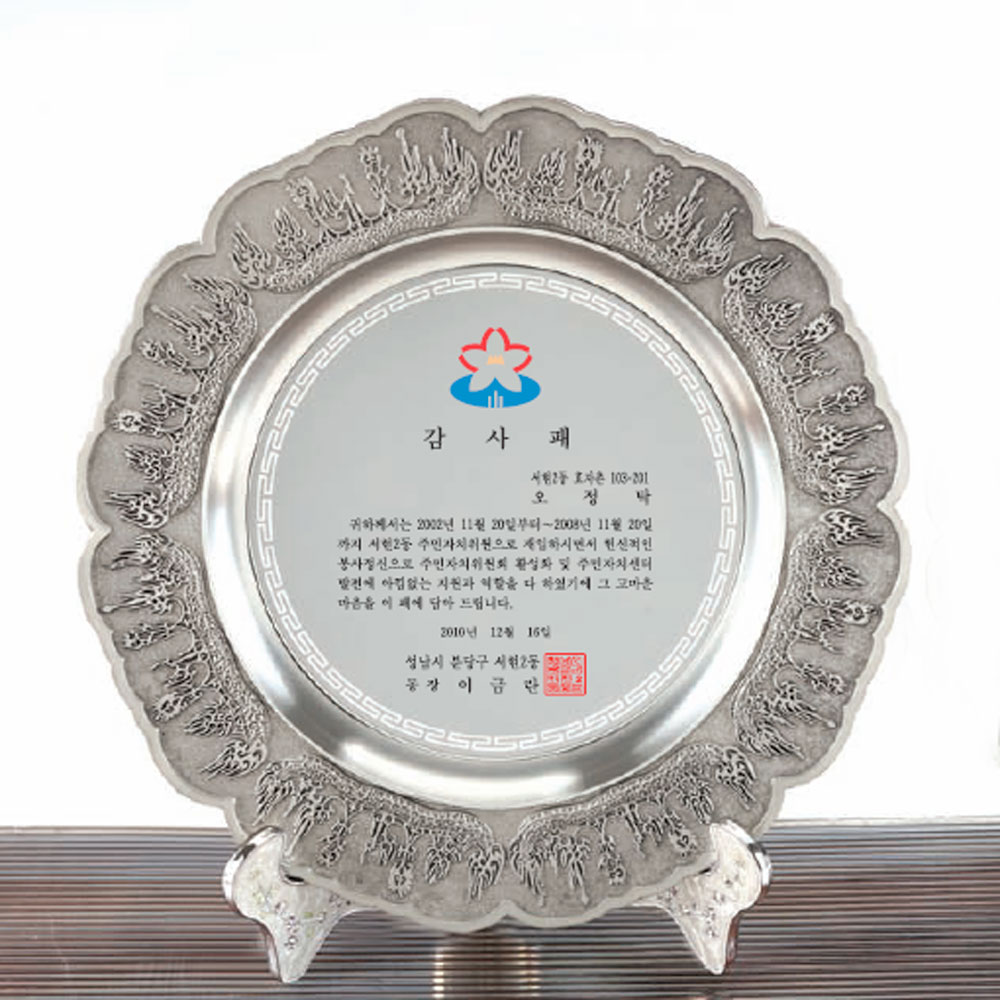 감 사 패
서현2동 효자촌 103-201
오 정 탁
귀하께서는 2002년 11월 20일부터~2008년 11월 20일
까지 서현2동 주민자치위원으로 재임하시면서 헌신적인
봉사정신으로 주민자치위원회 활성화 및 주민자치센터
발전에 아낌없는 지원과 역할을 다 하였기에 그 고마운
마음을 이 패에 담아 드립니다.
2010년 12월 16일
성남시 분당구 서현2동
동장 이 금 란